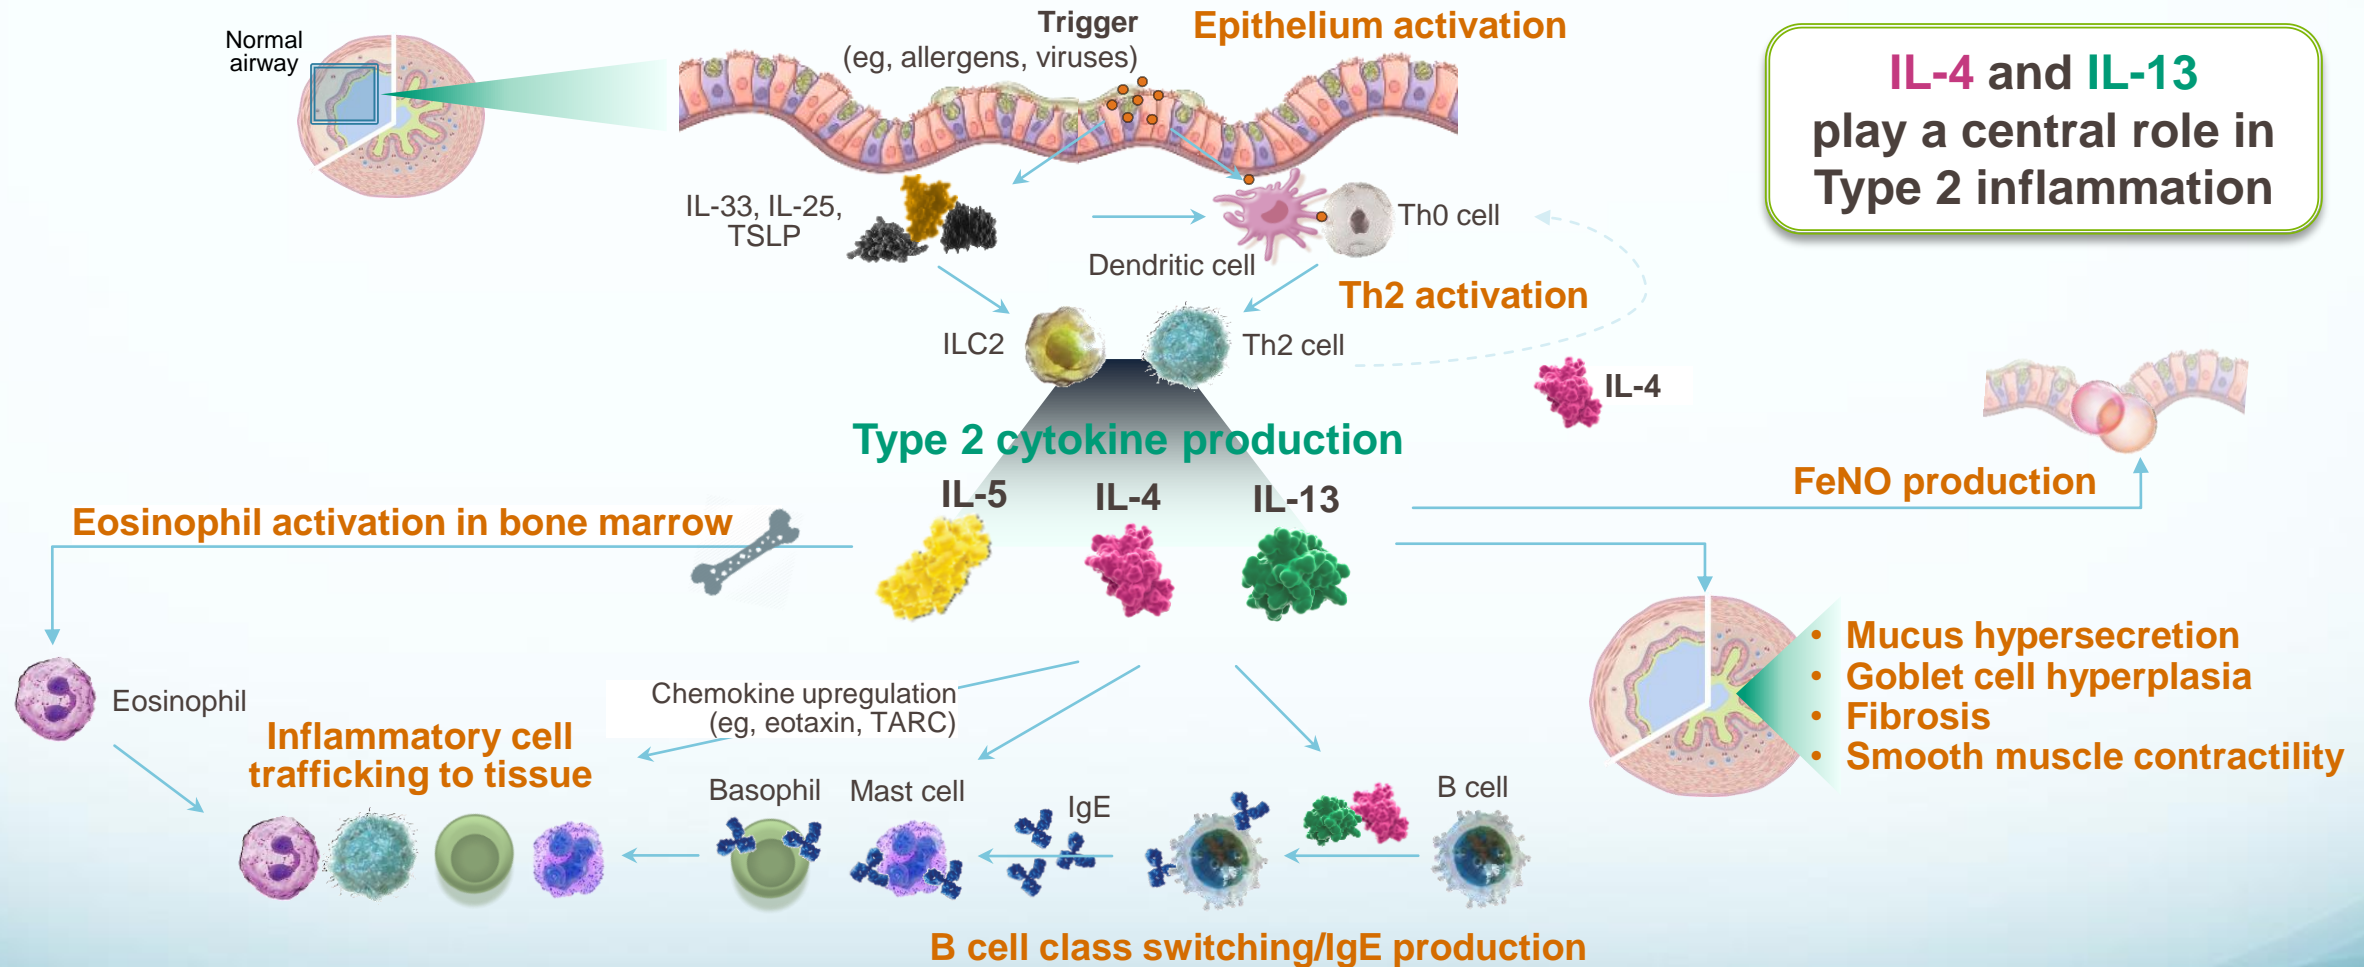 Normal
airway
Trigger
(eg, allergens, viruses)
Epithelium activation
IL-4 and IL-13
play a central role in
Type 2 inflammation
IL-33, IL-25,
TSLP
Th0 cell
Dendritic cell
Th2 activation
ILC2
Th2 cell
IL-4
Type 2 cytokine production
IL-5
IL-4
IL-13
FeNO production
Eosinophil activation in bone marrow
• Mucus hypersecretion
• Goblet cell hyperplasia
• Fibrosis
• Smooth muscle contractility
Eosinophil
Chemokine upregulation
(eg, eotaxin, TARC)
Inflammatory cell
trafficking to tissue
Basophil
Mast cell
IgE
B cell
B cell class switching/IgE production